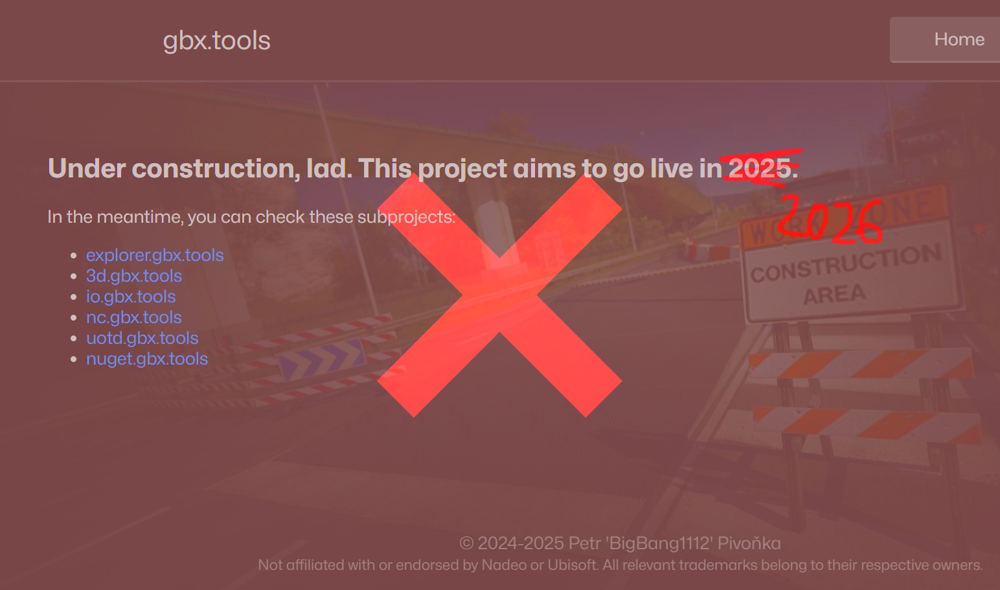 gbx.tools
Home
Under construction, lad. This project aims to go live in 2025.
2026
In the meantime, you can check these subprojects:
explorer.gbx.tools
3d.gbx.tools
io.gbx.tools
nc.gbx.tools
uotd.gbx.tools
nuget.gbx.tools
CONSTRUCTION
AREA
© 2024-2025 Petr 'BigBang1112' Pivoňka
Not affiliated with or endorsed by Nadeo or Ubisoft. All relevant trademarks belong to their respective owners.